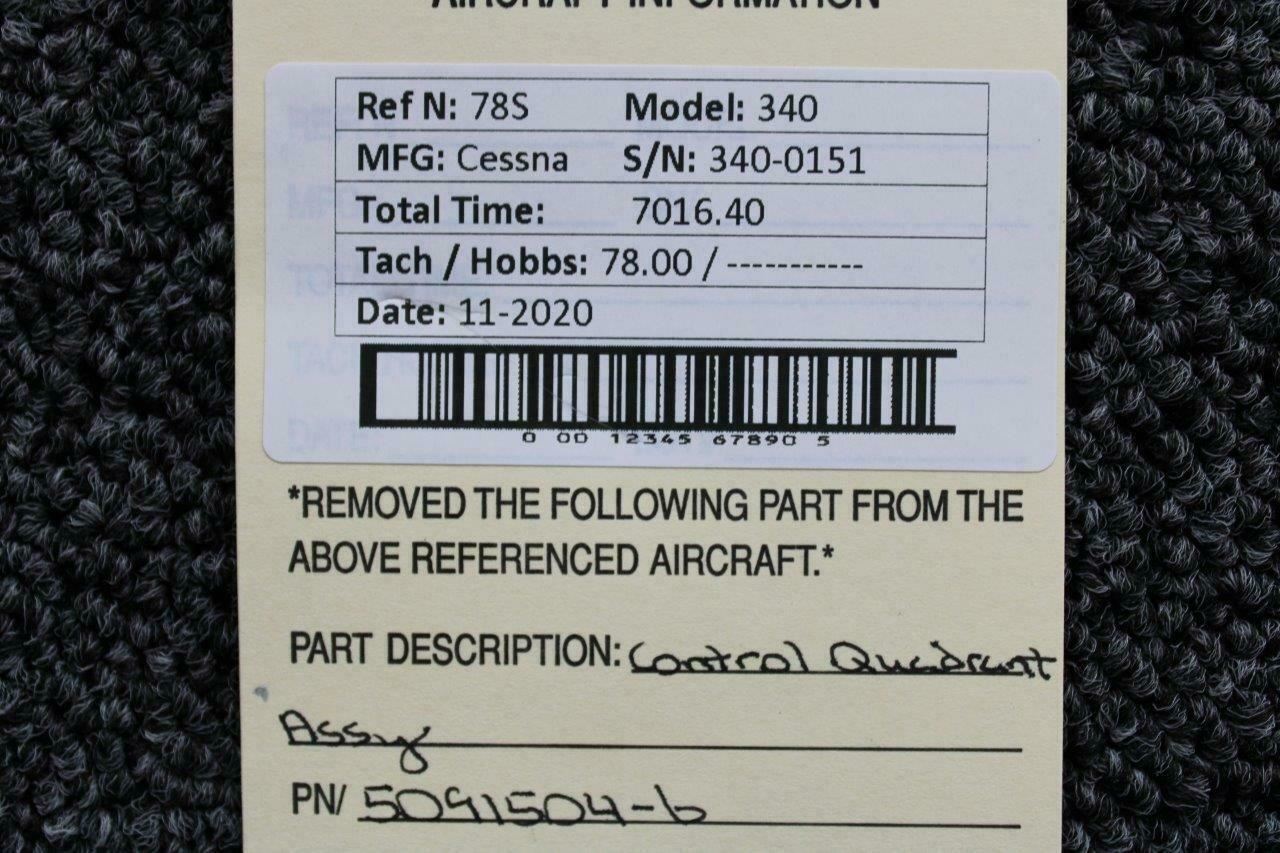 AIRCRAFT INFORMATION
Ref N: 78S Model: 340
MFG: Cessna S/N: 340-0151
Total Time: 7016.40
Tach / Hobbs: 78.00 / -----------
Date: 11-2020
0 00 12345 67890 5
*REMOVED THE FOLLOWING PART FROM THE
ABOVE REFERENCED AIRCRAFT.*
PART DESCRIPTION: Control Quadrant
Assy
PN/ 5091504-6